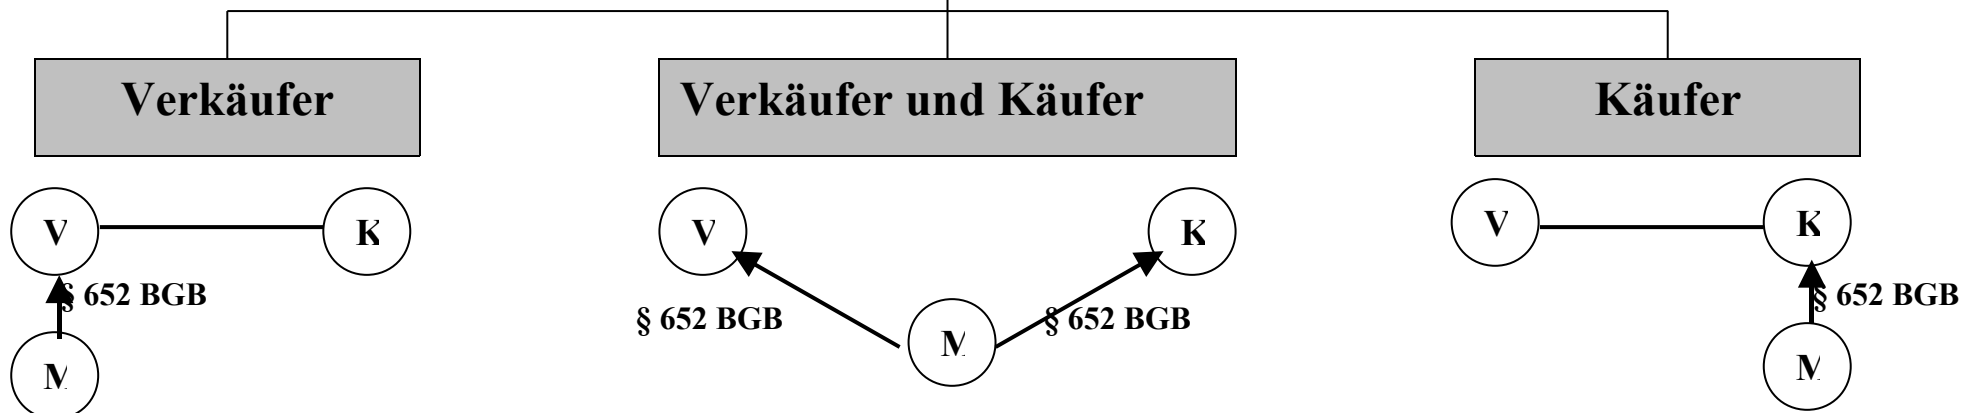 Verkäufer
Verkäufer und Käufer
Käufer
V
K
V
K
V
K
§ 652 BGB
§ 652 BGB
§ 652 BGB
§ 652 BGB
M
M
M